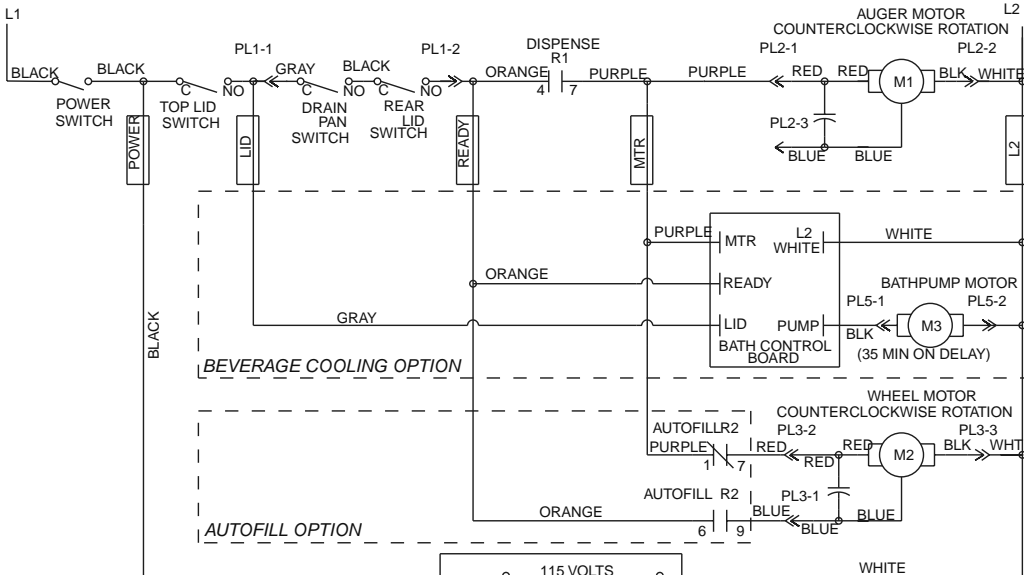 L1
AUGER MOTOR
L2
COUNTERCLOCKWISE ROTATION
DISPENSE
R1
PL1-1
PL1-2
PL2-1
PL2-2
BLACK
BLACK
GRAY
BLACK
ORANGE
PURPLE
PURPLE
RED
RED
M1
BLK
WHITE
C
NO
C
NO
C
NO
4
7
POWER
SWITCH
TOP LID
SWITCH
DRAIN
PAN
SWITCH
REAR
LID
SWITCH
PL2-3
POWER
LID
READY
MTR
BLUE
BLUE
L2
PURPLE
MTR
L2
WHITE
WHITE
ORANGE
READY
BATHPUMP MOTOR
PL5-1
PL5-2
BLACK
GRAY
LID
PUMP
BLK
M3
BATH CONTROL
BOARD
(35 MIN ON DELAY)
BEVERAGE COOLING OPTION
WHEEL MOTOR
COUNTERCLOCKWISE ROTATION
AUTOFILLR2
PL3-2
PL3-3
PURPLE
1
7
RED
RED
RED
M2
BLK
WHT
AUTOFILL R2
PL3-1
ORANGE
6
9
BLUE
BLUE
BLUE
AUTOFILL OPTION
115 VOLTS
WHITE